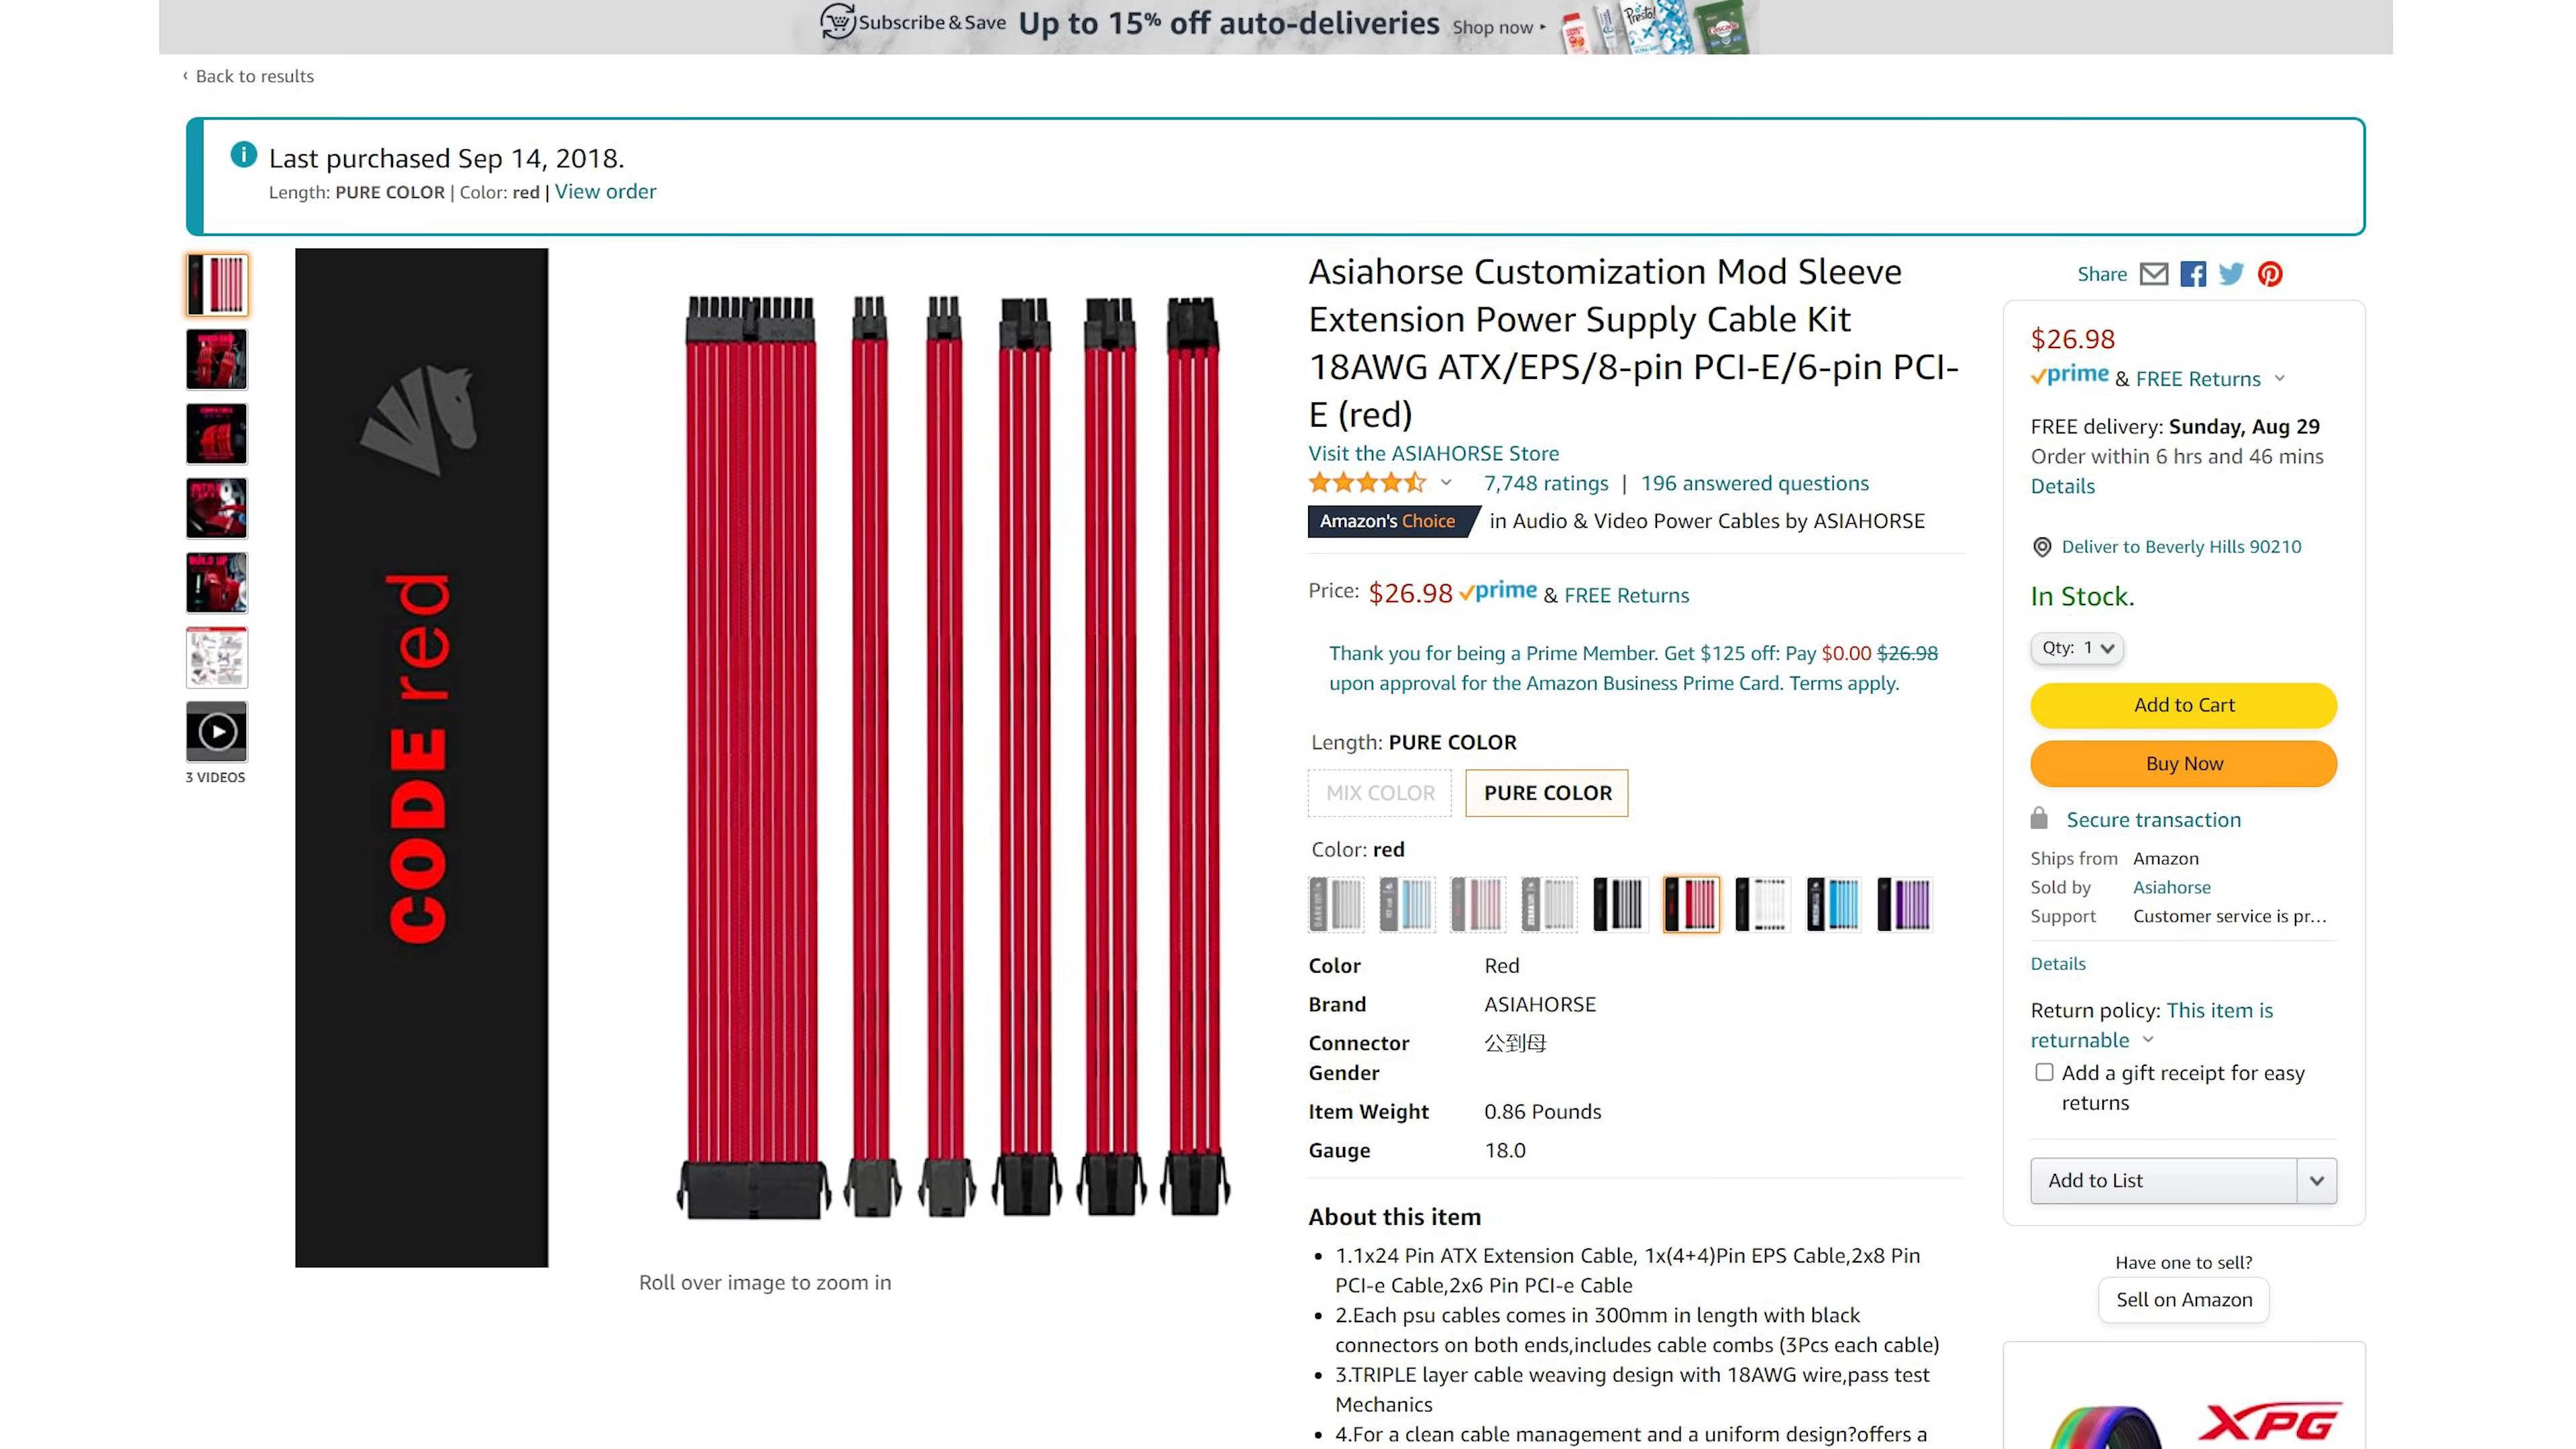 Subscribe & Save Up to 15% off auto-deliveries Shop now
Presto!
Cascade
‹ Back to results
Last purchased Sep 14, 2018.
Length: PURE COLOR | Color: red | View order
CODE red
3 VIDEOS
Roll over image to zoom in
Asiahorse Customization Mod Sleeve
Extension Power Supply Cable Kit
18AWG ATX/EPS/8-pin PCI-E/6-pin PCI-
E (red)
Visit the ASIAHORSE Store
7,748 ratings | 196 answered questions
Amazon's Choice in Audio & Video Power Cables by ASIAHORSE
Price: $26.98 prime & FREE Returns
Thank you for being a Prime Member. Get $125 off: Pay $0.00 $26.98
upon approval for the Amazon Business Prime Card. Terms apply.
Length: PURE COLOR
MIX COLOR PURE COLOR
Color: red
Color Red
Brand ASIAHORSE
Connector 公到母
Gender
Item Weight 0.86 Pounds
Gauge 18.0
About this item
• 1.1x24 Pin ATX Extension Cable, 1x(4+4)Pin EPS Cable,2x8 Pin
PCI-e Cable,2x6 Pin PCI-e Cable
• 2.Each psu cables comes in 300mm in length with black
connectors on both ends,includes cable combs (3Pcs each cable)
• 3.TRIPLE layer cable weaving design with 18AWG wire,pass test
Mechanics
• 4.For a clean cable management and a uniform design?offers a
Share
$26.98
prime & FREE Returns
FREE delivery: Sunday, Aug 29
Order within 6 hrs and 46 mins
Details
Deliver to Beverly Hills 90210
In Stock.
Qty: 1
Add to Cart
Buy Now
Secure transaction
Ships from Amazon
Sold by Asiahorse
Support Customer service is pr...
Details
Return policy: This item is
returnable
Add a gift receipt for easy
returns
Add to List
Have one to sell?
Sell on Amazon
XPG